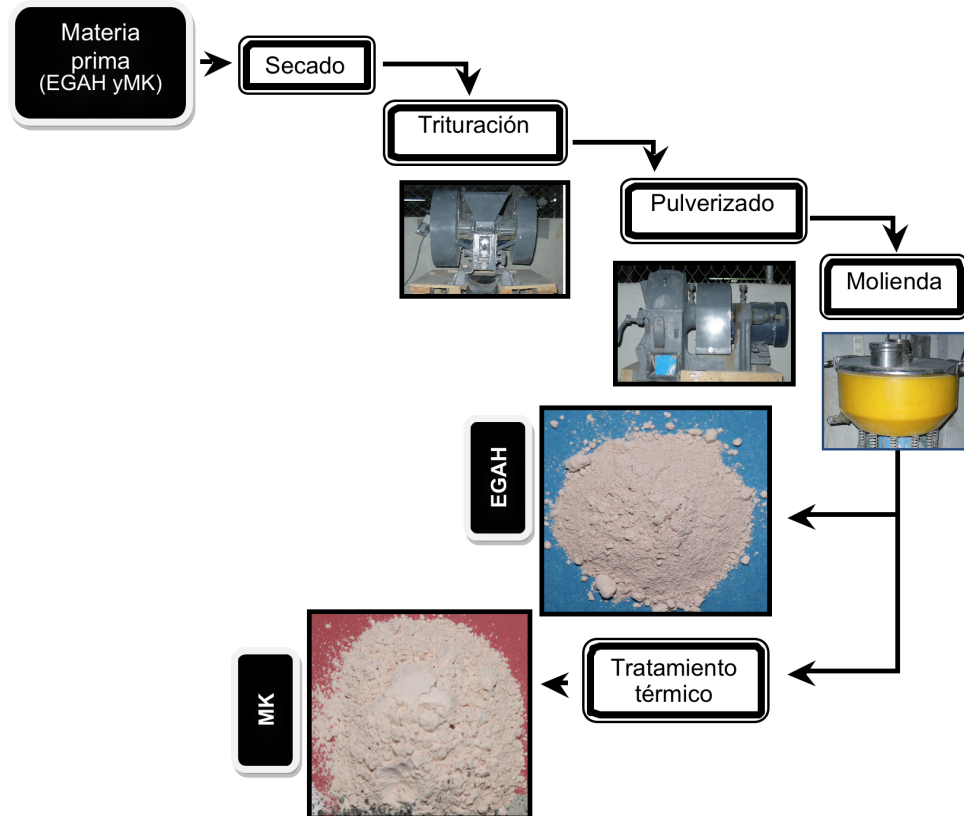 Materia
prima
(EGAH yMK)
Secado
Trituración
Pulverizado
Molienda
EGAH
Tratamiento
térmico
MK